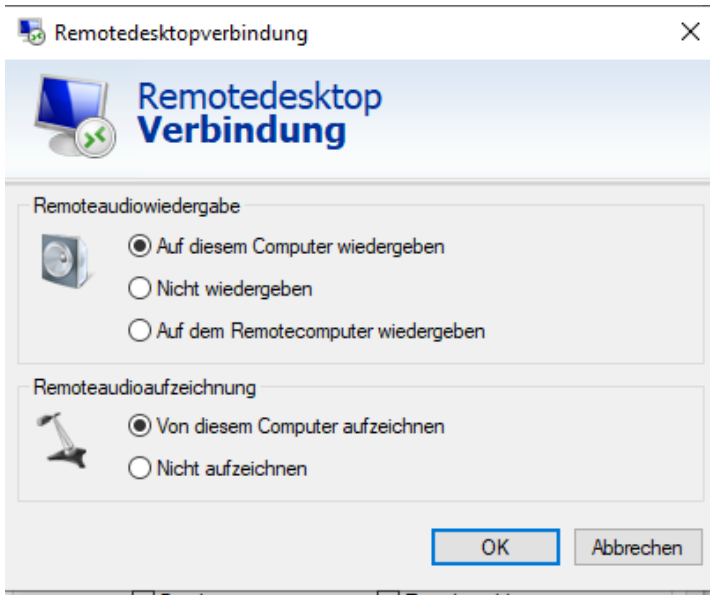 Remotedesktopverbindung
Remotedesktop
Verbindung
Remoteaudiowiedergabe
Auf diesem Computer wiedergeben
Nicht wiedergeben
Auf dem Remotecomputer wiedergeben
Remoteaudioaufzeichnung
Von diesem Computer aufzeichnen
Nicht aufzeichnen
OK
Abbrechen